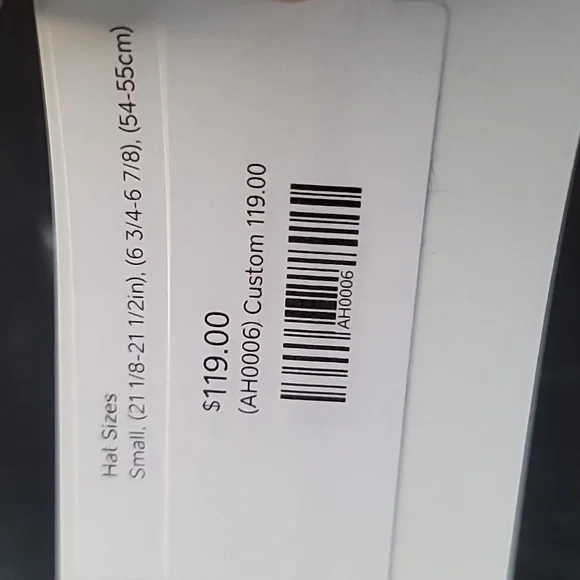 Hat Sizes
Small, (21 1/8-21 1/2in), (6 3/4-6 7/8), (54-55cm)
$119.00
(AH0006) Custom 119.00
AH0006